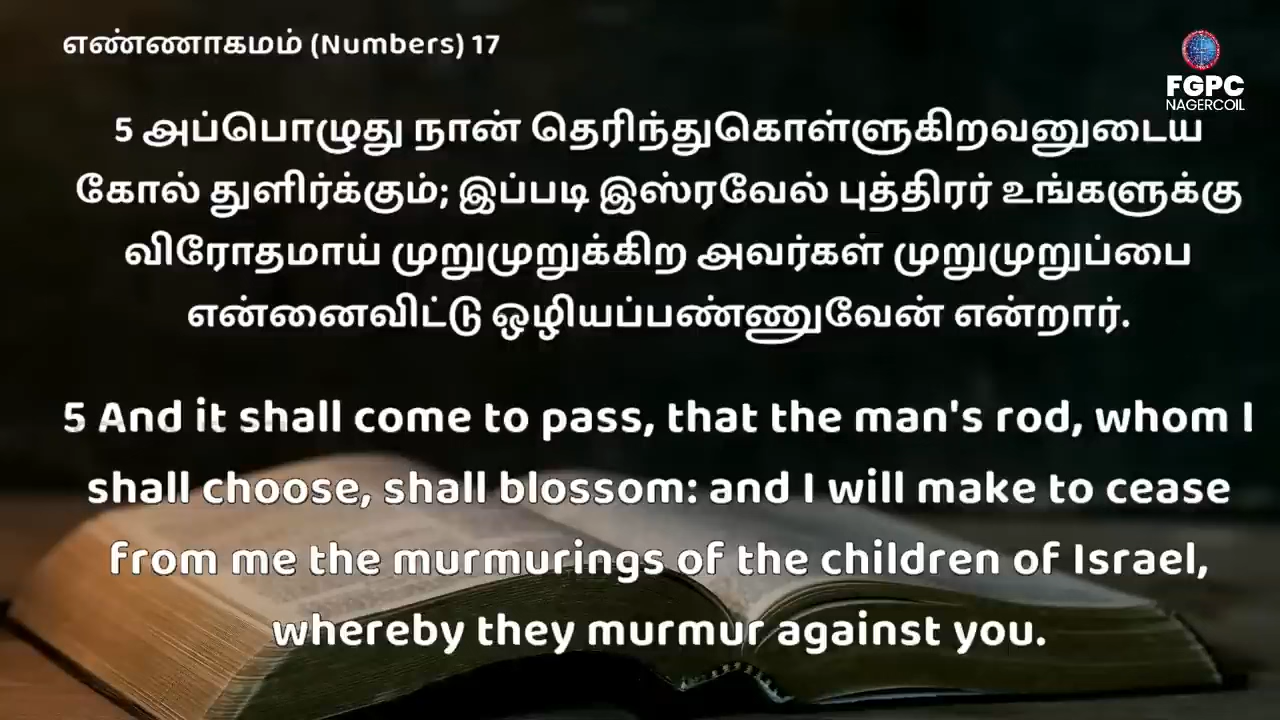 எண்ணாகமம் (Numbers) 17
FGPC
NAGERCOIL
5 அப்பொழுது நான் தெரிந்துகொள்ளுகிறவனுடைய
கோல் துளிர்க்கும்; இப்படி இஸ்ரவேல் புத்திரர் உங்களுக்கு
விரோதமாய் முறுமுறுக்கிற அவர்கள் முறுமுறுப்பை
என்னைவிட்டு ஒழியப்பண்ணுவேன் என்றார்.
5 And it shall come to pass, that the man's rod, whom I
shall choose, shall blossom: and I will make to cease
from me the murmurings of the children of Israel,
whereby they murmur against you.